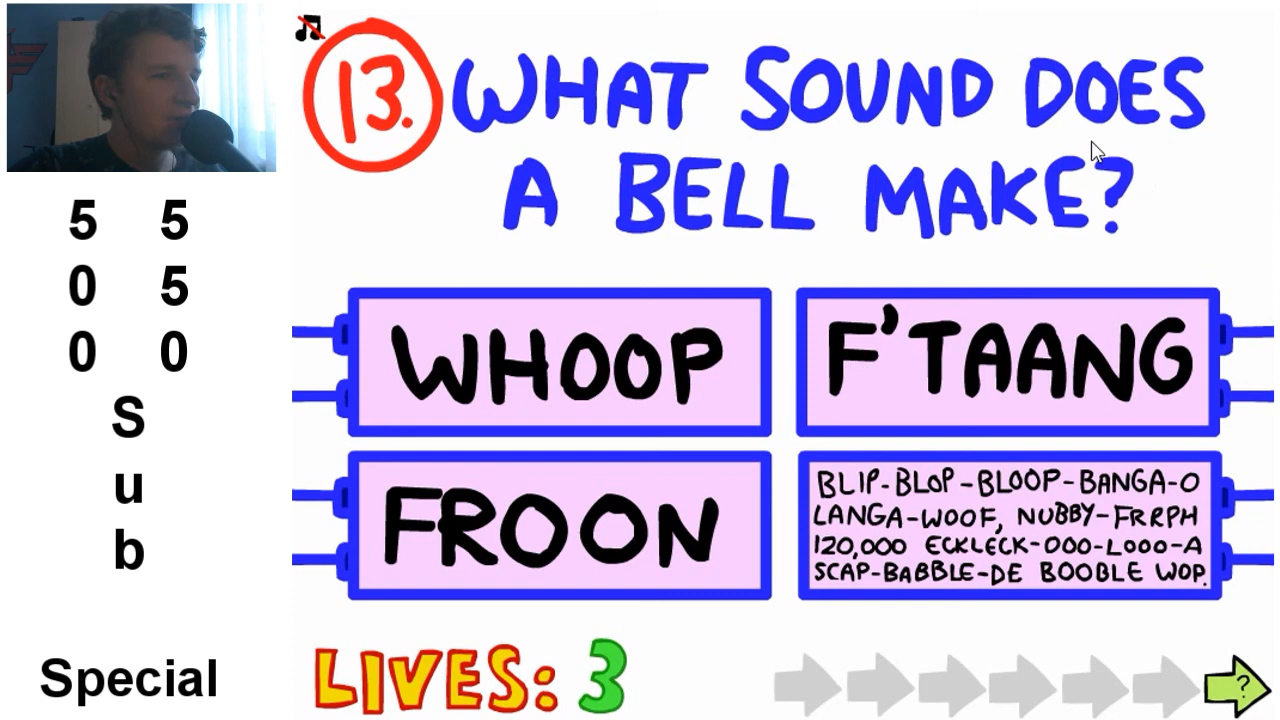 5 5
0 5
0 0
S
u
b
Special
13. WHAT SOUND DOES
A BELL MAKE?
WHOOP
F'TAANG
FROON
BLIP-BLOP-BLOOP-BANGA-O
LANGA-WOOF, NUBBY-FRRPH
120,000 ECKLECK-OOO-LOOO-A
SCAP-BABBLE-DE BOOBLE WOP.
LIVES: 3
?